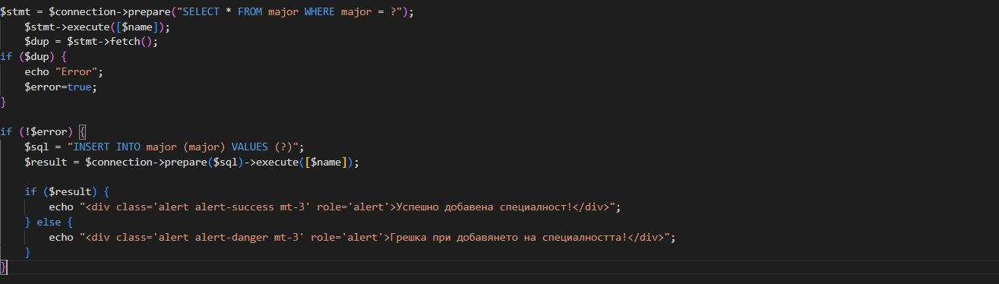 $stmt = $connection->prepare("SELECT * FROM major WHERE major = ?");
    $stmt->execute([$name]);
    $dup = $stmt->fetch();
if ($dup) {
    echo "Error";
    $error=true;
}

if (!$error) {
    $sql = "INSERT INTO major (major) VALUES (?)";
    $result = $connection->prepare($sql)->execute([$name]);

    if ($result) {
        echo "<div class='alert alert-success mt-3' role='alert'>Успешно добавена специалност!</div>";
    } else {
        echo "<div class='alert alert-danger mt-3' role='alert'>Грешка при добавянето на специалността!</div>";
    }
}